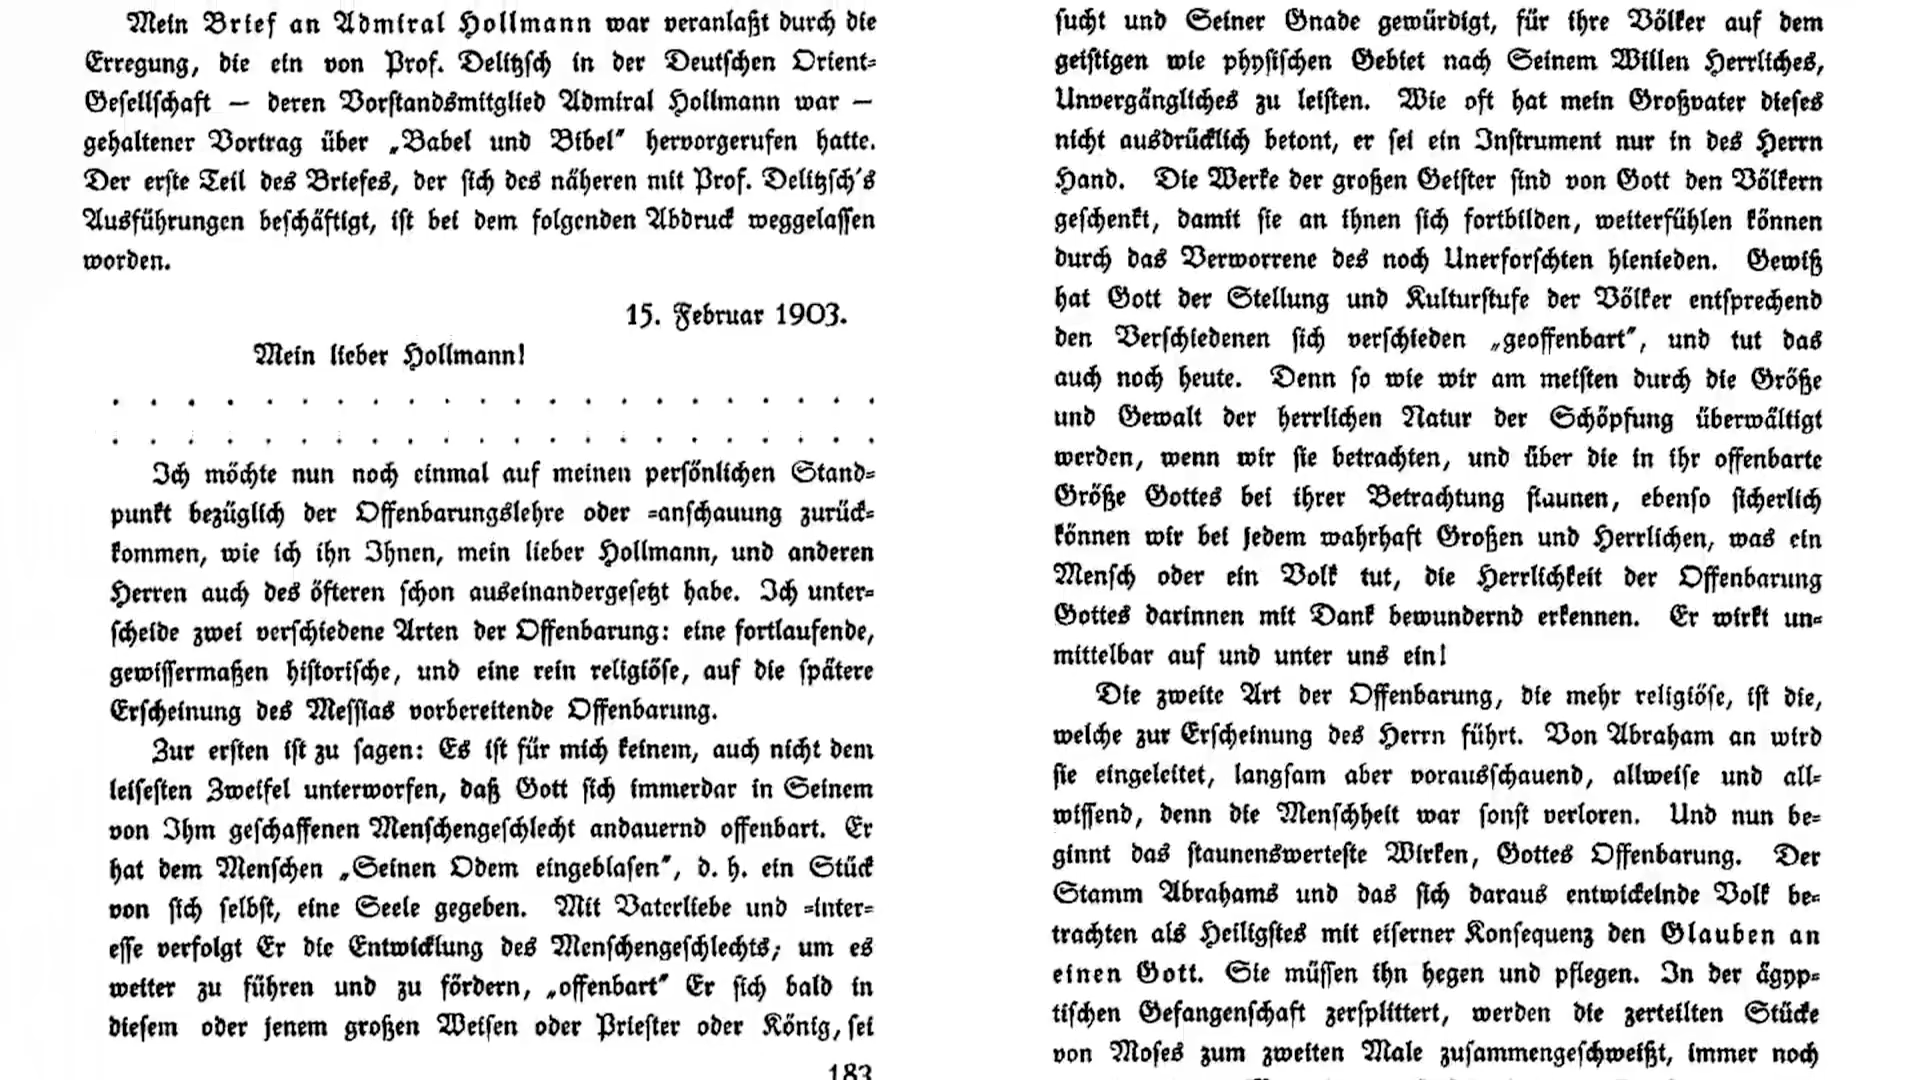 Mein Brief an Admiral Hollmann war veranlaßt durch die
Erregung, die ein von Prof. Delitzsch in der Deutschen Orient-
Gesellschaft — deren Vorstandsmitglied Admiral Hollmann war —
gehaltener Vortrag über „Babel und Bibel“ hervorgerufen hatte.
Der erste Teil des Briefes, der sich des näheren mit Prof. Delitzsch's
Ausführungen beschäftigt, ist bei dem folgenden Abdruck weggelassen
worden.
15. Februar 1903.
Mein lieber Hollmann!
. . . . . . . . . . . . . . . . . . . .
. . . . . . . . . . . . . . . . . . . .
Ich möchte nun noch einmal auf meinen persönlichen Stand-
punkt bezüglich der Offenbarungslehre oder -anschauung zurück-
kommen, wie ich ihn Ihnen, mein lieber Hollmann, und anderen
Herren auch des öfteren schon auseinandergesetzt habe. Ich unter-
scheide zwei verschiedene Arten der Offenbarung: eine fortlaufende,
gewissermaßen historische, und eine rein religiöse, auf die spätere
Erscheinung des Messias vorbereitende Offenbarung.
Zur ersten ist zu sagen: Es ist für mich keinem, auch nicht dem
leisesten Zweifel unterworfen, daß Gott sich immerdar in Seinem
von Ihm geschaffenen Menschengeschlecht andauernd offenbart. Er
hat dem Menschen „Seinen Odem eingeblasen“, d. h. ein Stück
von sich selbst, eine Seele gegeben. Mit Vaterliebe und -inter-
esse verfolgt Er die Entwicklung des Menschengeschlechts; um es
weiter zu führen und zu fördern, „offenbart“ Er sich bald in
diesem oder jenem großen Weisen oder Priester oder König, sei
183
sucht und Seiner Gnade gewürdigt, für ihre Völker auf dem
geistigen wie physischen Gebiet nach Seinem Willen Herrliches,
Unvergängliches zu leisten. Wie oft hat mein Großvater dieses
nicht ausdrücklich betont, er sei ein Instrument nur in des Herrn
Hand. Die Werke der großen Geister sind von Gott den Völkern
geschenkt, damit sie an ihnen sich fortbilden, weiterfühlen können
durch das Verworrene des noch Unerforschten hienieden. Gewiß
hat Gott der Stellung und Kulturstufe der Völker entsprechend
den Verschiedenen sich verschieden „geoffenbart“, und tut das
auch noch heute. Denn so wie wir am meisten durch die Größe
und Gewalt der herrlichen Natur der Schöpfung überwältigt
werden, wenn wir sie betrachten, und über die in ihr offenbarte
Größe Gottes bei ihrer Betrachtung staunen, ebenso sicherlich
können wir bei jedem wahrhaft Großen und Herrlichen, was ein
Mensch oder ein Volk tut, die Herrlichkeit der Offenbarung
Gottes darinnen mit Dank bewundernd erkennen. Er wirkt un-
mittelbar auf und unter uns ein!
Die zweite Art der Offenbarung, die mehr religiöse, ist die,
welche zur Erscheinung des Herrn führt. Von Abraham an wird
sie eingeleitet, langsam aber vorausschauend, allweise und all-
wissend, denn die Menschheit war sonst verloren. Und nun be-
ginnt das staunenswerteste Wirken, Gottes Offenbarung. Der
Stamm Abrahams und das sich daraus entwickelnde Volk be-
trachten als Heiligstes mit eiserner Konsequenz den Glauben an
einen Gott. Sie müssen ihn hegen und pflegen. In der ägyp-
tischen Gefangenschaft zersplittert, werden die zerteilten Stücke
von Moses zum zweiten Male zusammengeschweißt, immer noch